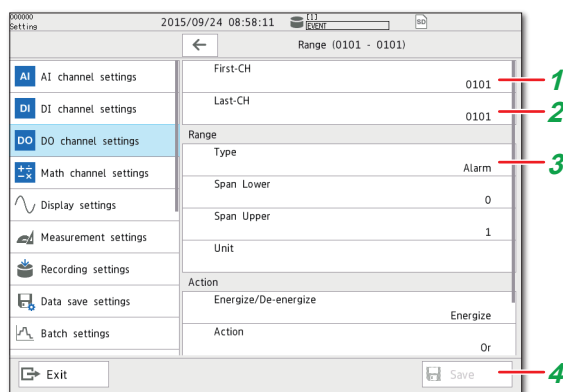 000000
Setting
2015/09/24 08:58:11
[1]
EVENT
SD
Range (0101 - 0101)
AI AI channel settings
DI DI channel settings
DO DO channel settings
Math channel settings
Display settings
Measurement settings
Recording settings
Data save settings
Batch settings
First-CH
0101
1
Last-CH
0101
2
Range
Type
Alarm
3
Span Lower
0
Span Upper
1
Unit
Action
Energize/De-energize
Energize
Action
Or
Exit
Save
4